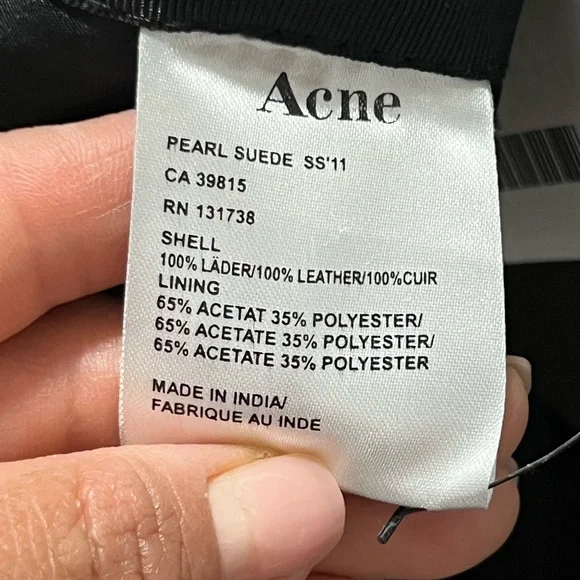 Acne
PEARL SUEDE SS'11
CA 39815
RN 131738
SHELL
100% LÄDER/100% LEATHER/100%CUIR
LINING
65% ACETAT 35% POLYESTER/
65% ACETATE 35% POLYESTER/
65% ACETATE 35% POLYESTER
MADE IN INDIA/
FABRIQUE AU INDE